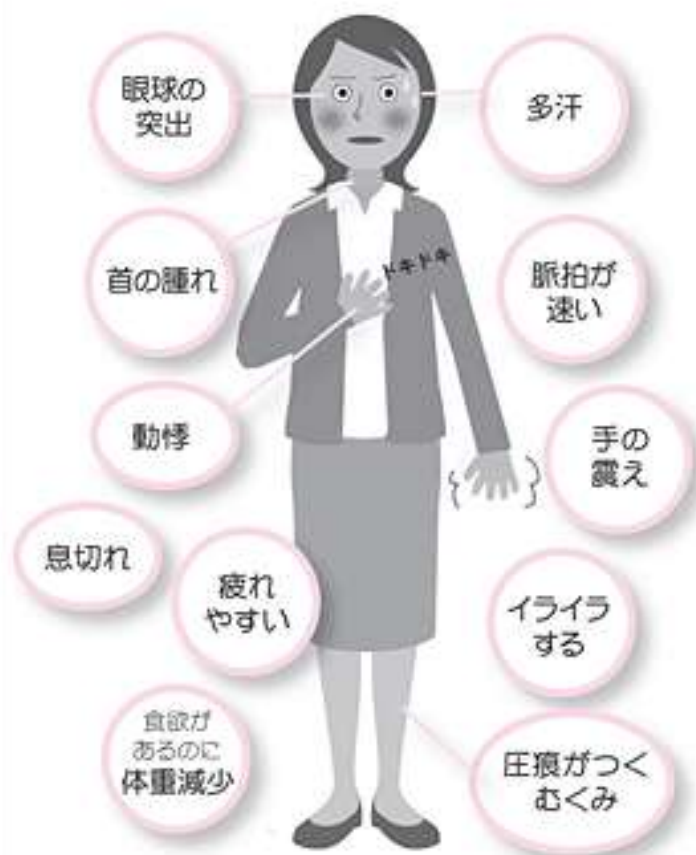 眼球の
突出
多汗
首の腫れ
ドキドキ
脈拍が
速い
動悸
手の
震え
息切れ
疲れ
やすい
イライラ
する
食欲が
あるのに
体重減少
圧痕がつく
むくみ